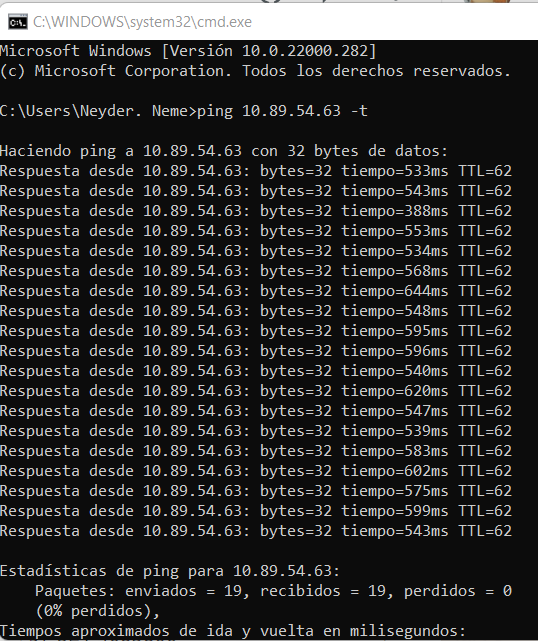 C:\WINDOWS\system32\cmd.exe
Microsoft Windows [Versión 10.0.22000.282]
(c) Microsoft Corporation. Todos los derechos reservados.
C:\Users\Neyder. Neme>ping 10.89.54.63 -t
Haciendo ping a 10.89.54.63 con 32 bytes de datos:
Respuesta desde 10.89.54.63: bytes=32 tiempo=533ms TTL=62
Respuesta desde 10.89.54.63: bytes=32 tiempo=543ms TTL=62
Respuesta desde 10.89.54.63: bytes=32 tiempo=388ms TTL=62
Respuesta desde 10.89.54.63: bytes=32 tiempo=553ms TTL=62
Respuesta desde 10.89.54.63: bytes=32 tiempo=534ms TTL=62
Respuesta desde 10.89.54.63: bytes=32 tiempo=568ms TTL=62
Respuesta desde 10.89.54.63: bytes=32 tiempo=644ms TTL=62
Respuesta desde 10.89.54.63: bytes=32 tiempo=548ms TTL=62
Respuesta desde 10.89.54.63: bytes=32 tiempo=595ms TTL=62
Respuesta desde 10.89.54.63: bytes=32 tiempo=596ms TTL=62
Respuesta desde 10.89.54.63: bytes=32 tiempo=540ms TTL=62
Respuesta desde 10.89.54.63: bytes=32 tiempo=620ms TTL=62
Respuesta desde 10.89.54.63: bytes=32 tiempo=547ms TTL=62
Respuesta desde 10.89.54.63: bytes=32 tiempo=539ms TTL=62
Respuesta desde 10.89.54.63: bytes=32 tiempo=583ms TTL=62
Respuesta desde 10.89.54.63: bytes=32 tiempo=602ms TTL=62
Respuesta desde 10.89.54.63: bytes=32 tiempo=575ms TTL=62
Respuesta desde 10.89.54.63: bytes=32 tiempo=599ms TTL=62
Respuesta desde 10.89.54.63: bytes=32 tiempo=543ms TTL=62
Estadísticas de ping para 10.89.54.63:
Paquetes: enviados = 19, recibidos = 19, perdidos = 0
(0% perdidos),
Tiempos aproximados de ida y vuelta en milisegundos: